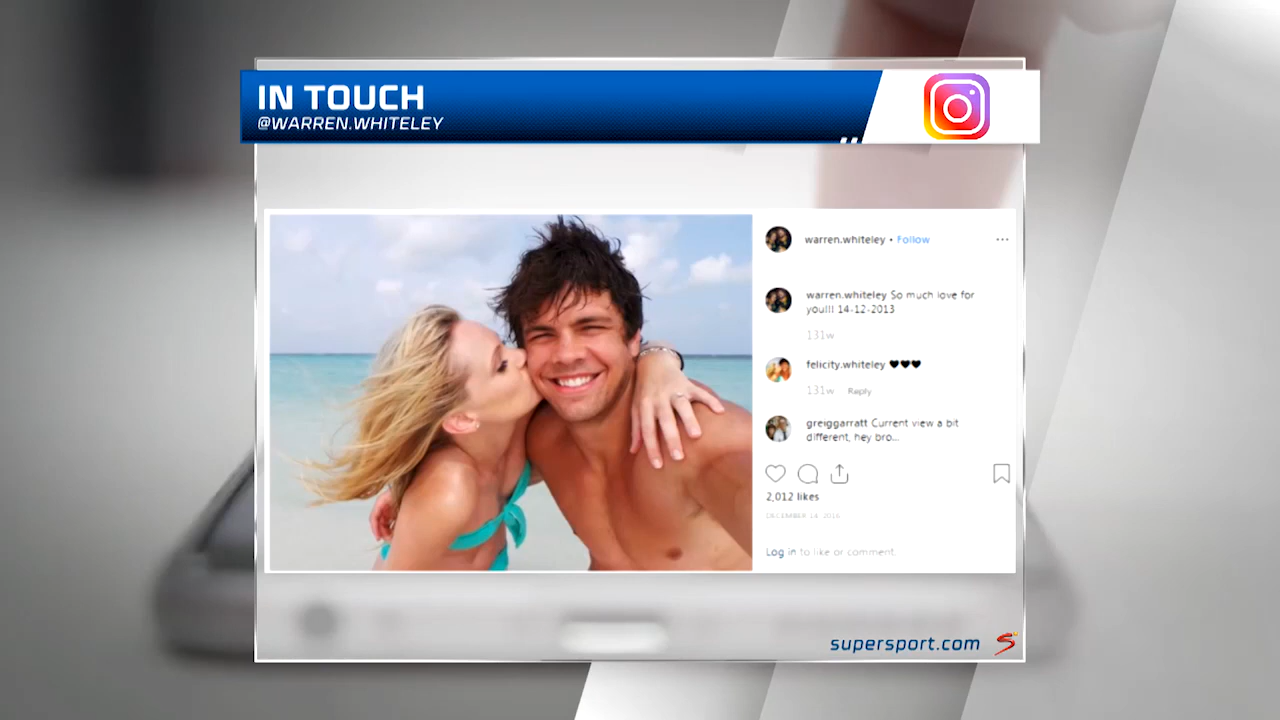 IN TOUCH
@WARREN.WHITELEY
warren.whiteley • Follow
warren.whiteley So much love for
you!!! 14-12-2013
131w
felicity.whiteley ♥♥♥
131w Reply
greiggarratt Current view a bit
different, hey bro...
2,012 likes
DECEMBER 14, 2016
Log in to like or comment.
supersport.com